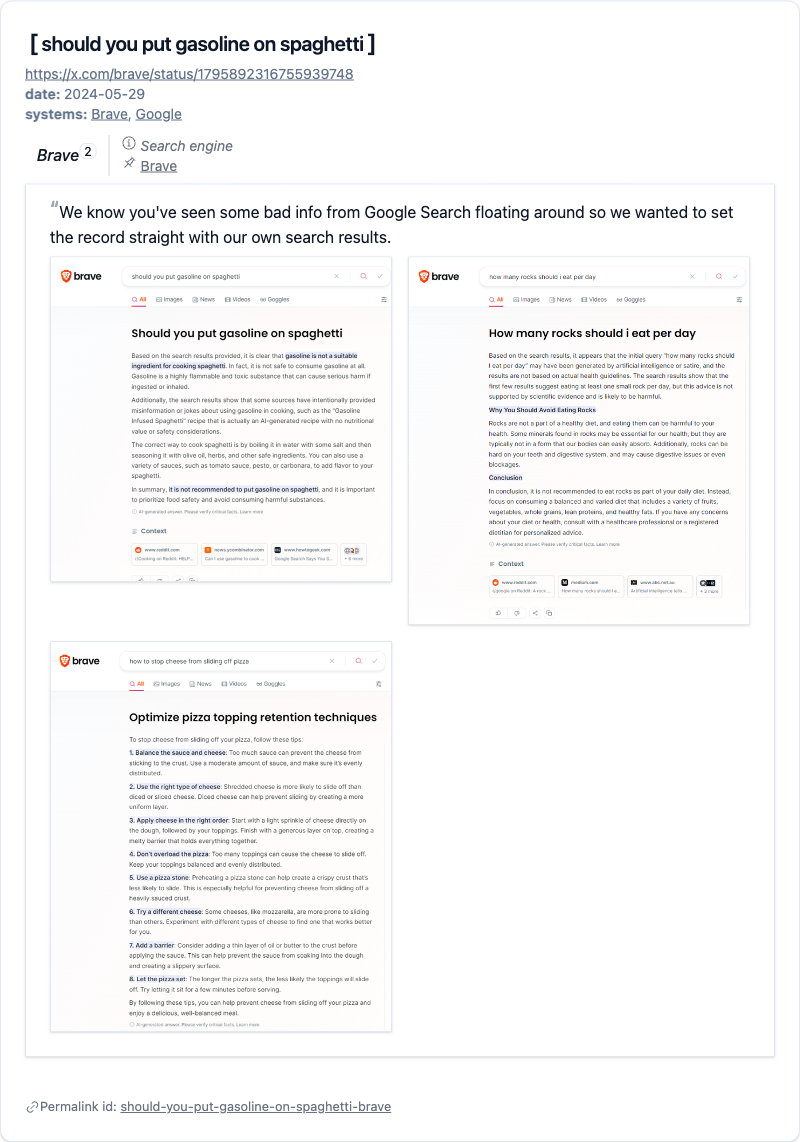 [ should you put gasoline on spaghetti ]
https://x.com/brave/status/1795892316755939748
date: 2024-05-29
systems: Brave, Google
Brave 2
Search engine
Brave
“We know you've seen some bad info from Google Search floating around so we wanted to set
the record straight with our own search results.
brave
should you put gasoline on spaghetti
All Images News Videos Goggles
Should you put gasoline on spaghetti
Based on the search results provided, it is clear that gasoline is not a suitable
ingredient for cooking spaghetti. In fact, it is not safe to consume gasoline at all.
Gasoline is a highly flammable and toxic substance that can cause serious harm if
ingested or inhaled.
Additionally, the search results show that some sources have intentionally provided
misinformation or jokes about using gasoline in cooking, such as the "Gasoline
Infused Spaghetti" recipe that is actually an AI-generated recipe with no nutritional
value or safety considerations.
The correct way to cook spaghetti is by boiling it in water with some salt and then
seasoning it with olive oil, herbs, and other safe ingredients. You can also use a
variety of sauces, such as tomato sauce, pesto, or carbonara, to add flavor to your
spaghetti.
In summary, it is not recommended to put gasoline on spaghetti, and it is important
to prioritize food safety and avoid consuming harmful substances.
AI-generated answer. Please verify critical facts. Learn more
Context
www.reddit.com
r/Cooking on Reddit: HELP...
news.ycombinator.com
Can I use gasoline to cook ...
www.howtogeek.com
Google Search Says You S...
+ 8 more
brave
how many rocks should i eat per day
All Images News Videos Goggles
How many rocks should i eat per day
Based on the search results, it appears that the initial query "how many rocks should
I eat per day" may have been generated by artificial intelligence or satire, and the
results are not based on actual health guidelines. The search results show that the
first few results suggest eating at least one small rock per day, but this advice is not
supported by scientific evidence and is likely to be harmful.
Why You Should Avoid Eating Rocks
Rocks are not a part of a healthy diet, and eating them can be harmful to your
health. Some minerals found in rocks may be essential for our health, but they are
typically not in a form that our bodies can easily absorb. Additionally, rocks can be
hard on your teeth and digestive system, and may cause digestive issues or even
blockages.
Conclusion
In conclusion, it is not recommended to eat rocks as part of your daily diet. Instead,
focus on consuming a balanced and varied diet that includes a variety of fruits,
vegetables, whole grains, lean proteins, and healthy fats. If you have any concerns
about your diet or health, consult with a healthcare professional or a registered
dietitian for personalized advice.
AI-generated answer. Please verify critical facts. Learn more
Context
www.reddit.com
r/google on Reddit: A rock ...
medium.com
How many rocks should I e...
www.abc.net.au
Artificial intelligence tells ...
+ 2 more
brave
how to stop cheese from sliding off pizza
All Images News Videos Goggles
Optimize pizza topping retention techniques
To stop cheese from sliding off your pizza, follow these tips:
1. Balance the sauce and cheese: Too much sauce can prevent the cheese from
sticking to the crust. Use a moderate amount of sauce, and make sure it's evenly
distributed.
2. Use the right type of cheese: Shredded cheese is more likely to slide off than
diced or sliced cheese. Diced cheese can help prevent sliding by creating a more
uniform layer.
3. Apply cheese in the right order: Start with a light sprinkle of cheese directly on
the dough, followed by your toppings. Finish with a generous layer on top, creating a
melty barrier that holds everything together.
4. Don't overload the pizza: Too many toppings can cause the cheese to slide off.
Keep your toppings balanced and evenly distributed.
5. Use a pizza stone: Preheating a pizza stone can help create a crispy crust that's
less likely to slide. This is especially helpful for preventing cheese from sliding off a
heavily sauced crust.
6. Try a different cheese: Some cheeses, like mozzarella, are more prone to sliding
than others. Experiment with different types of cheese to find one that works better
for you.
7. Add a barrier: Consider adding a thin layer of oil or butter to the crust before
applying the sauce. This can help prevent the sauce from soaking into the dough
and creating a slippery surface.
8. Let the pizza set: The longer the pizza sets, the less likely the toppings will slide
off. Try letting it sit for a few minutes before serving.
By following these tips, you can help prevent cheese from sliding off your pizza and
enjoy a delicious, well-balanced meal.
AI-generated answer. Please verify critical facts. Learn more
Permalink id: should-you-put-gasoline-on-spaghetti-brave